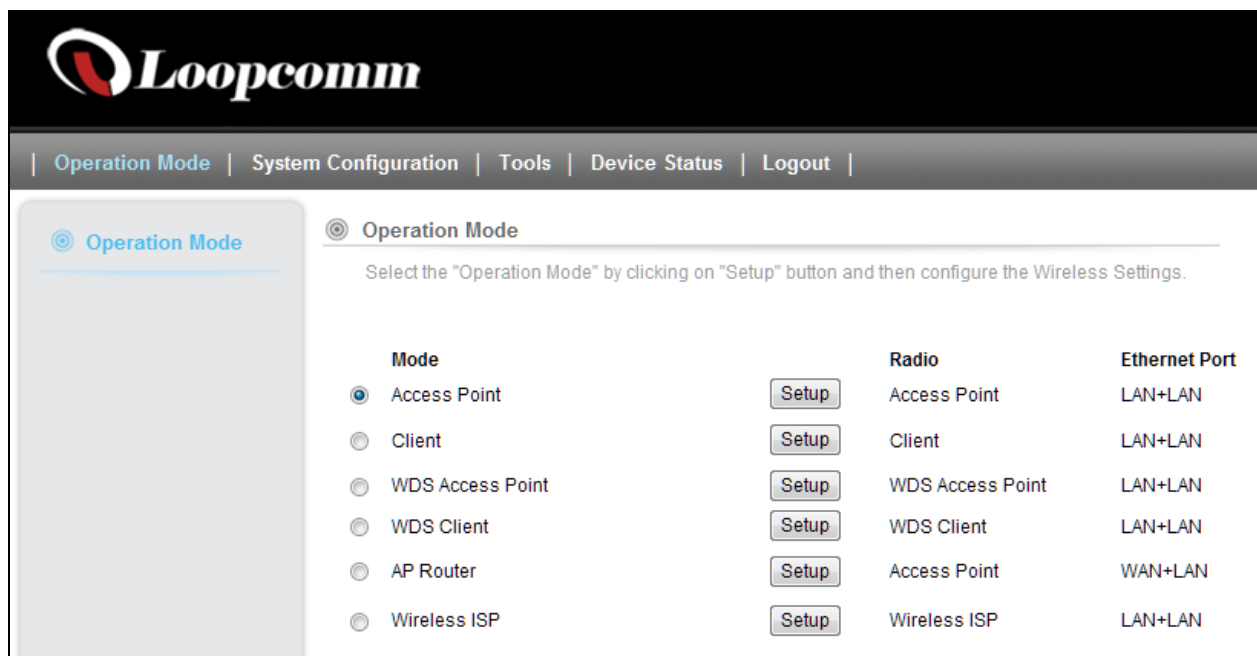 Loopcomm
| Operation Mode | System Configuration | Tools | Device Status | Logout |
Operation Mode
Operation Mode
Select the "Operation Mode" by clicking on "Setup" button and then configure the Wireless Settings.
Mode Radio Ethernet Port
Access Point Setup Access Point LAN+LAN
Client Setup Client LAN+LAN
WDS Access Point Setup WDS Access Point LAN+LAN
WDS Client Setup WDS Client LAN+LAN
AP Router Setup Access Point WAN+LAN
Wireless ISP Setup Wireless ISP LAN+LAN